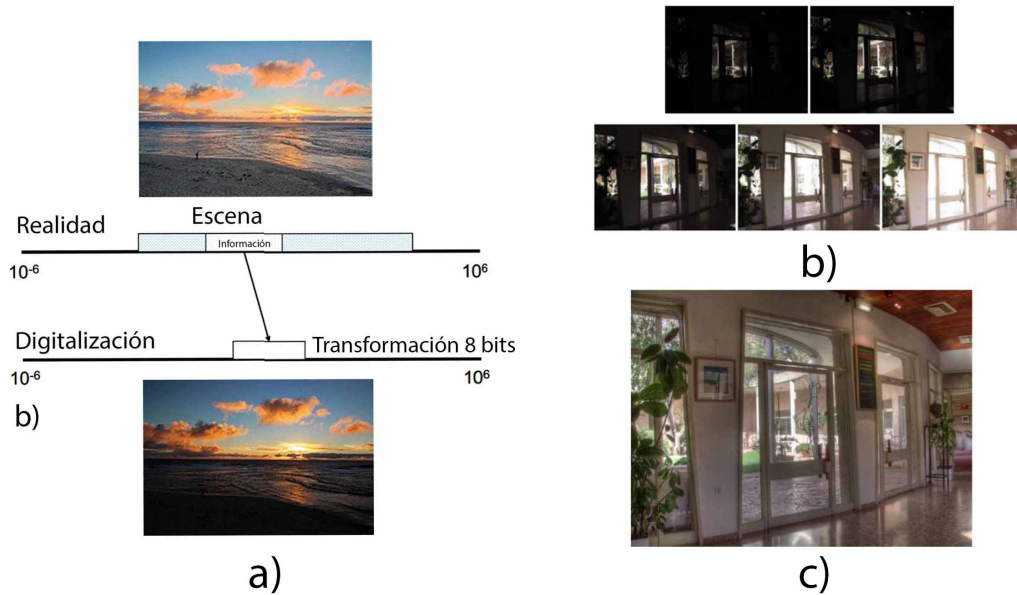 Escena
Realidad
Información
10-6
106
Digitalización
Transformación 8 bits
10-6
106
b)
a)
b)
c)